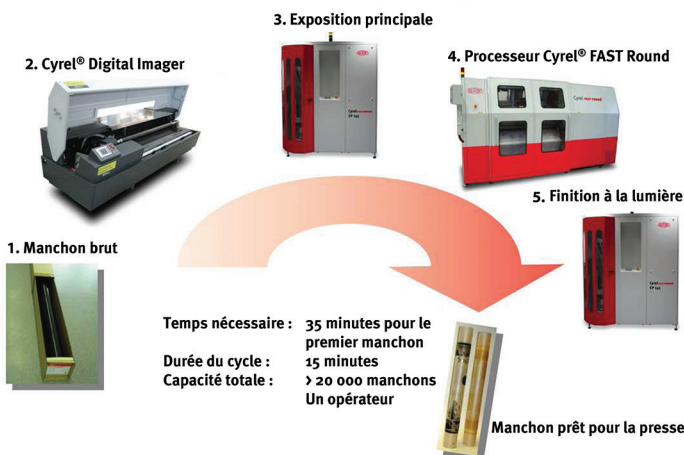 3. Exposition principale
2. Cyrel® Digital Imager
4. Processeur Cyrel® FAST Round
5. Finition à la lumière
1. Manchon brut
Temps nécessaire : 35 minutes pour le
premier manchon
Durée du cycle : 15 minutes
Capacité totale : > 20 000 manchons
Un opérateur
Manchon prêt pour la presse